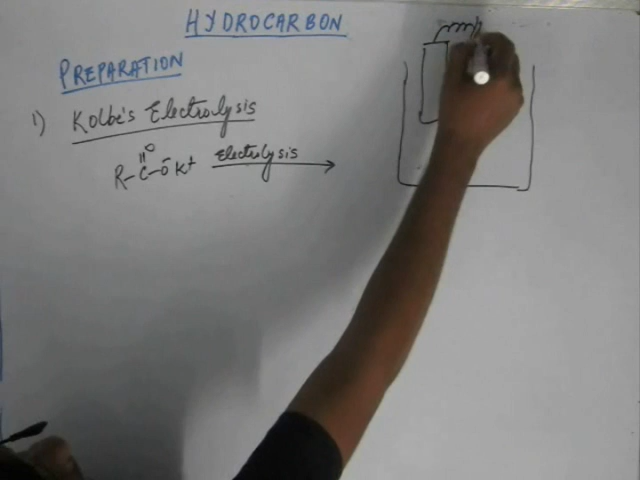 HYDROCARBON
PREPARATION
1) Kolbe's Electrolysis
O
R-C-O⁻K⁺ Electrolysis